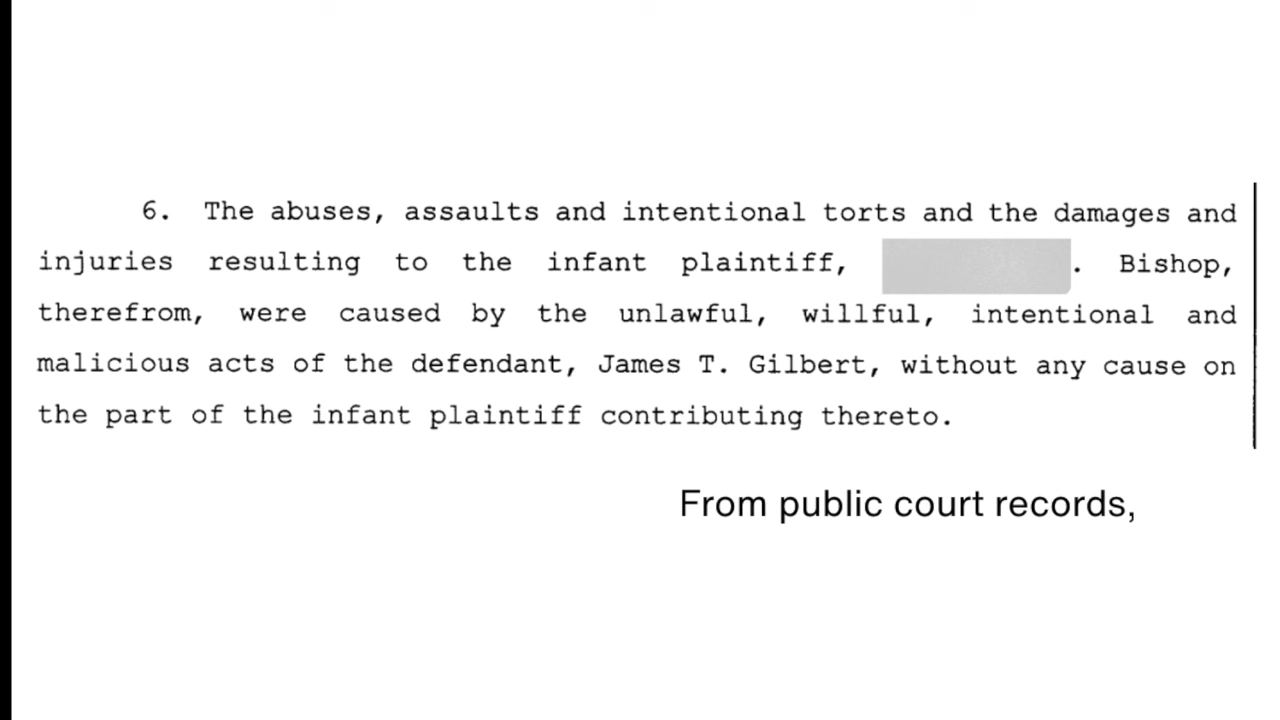 6. The abuses, assaults and intentional torts and the damages and
injuries resulting to the infant plaintiff, . Bishop,
therefrom, were caused by the unlawful, willful, intentional and
malicious acts of the defendant, James T. Gilbert, without any cause on
the part of the infant plaintiff contributing thereto.
From public court records,